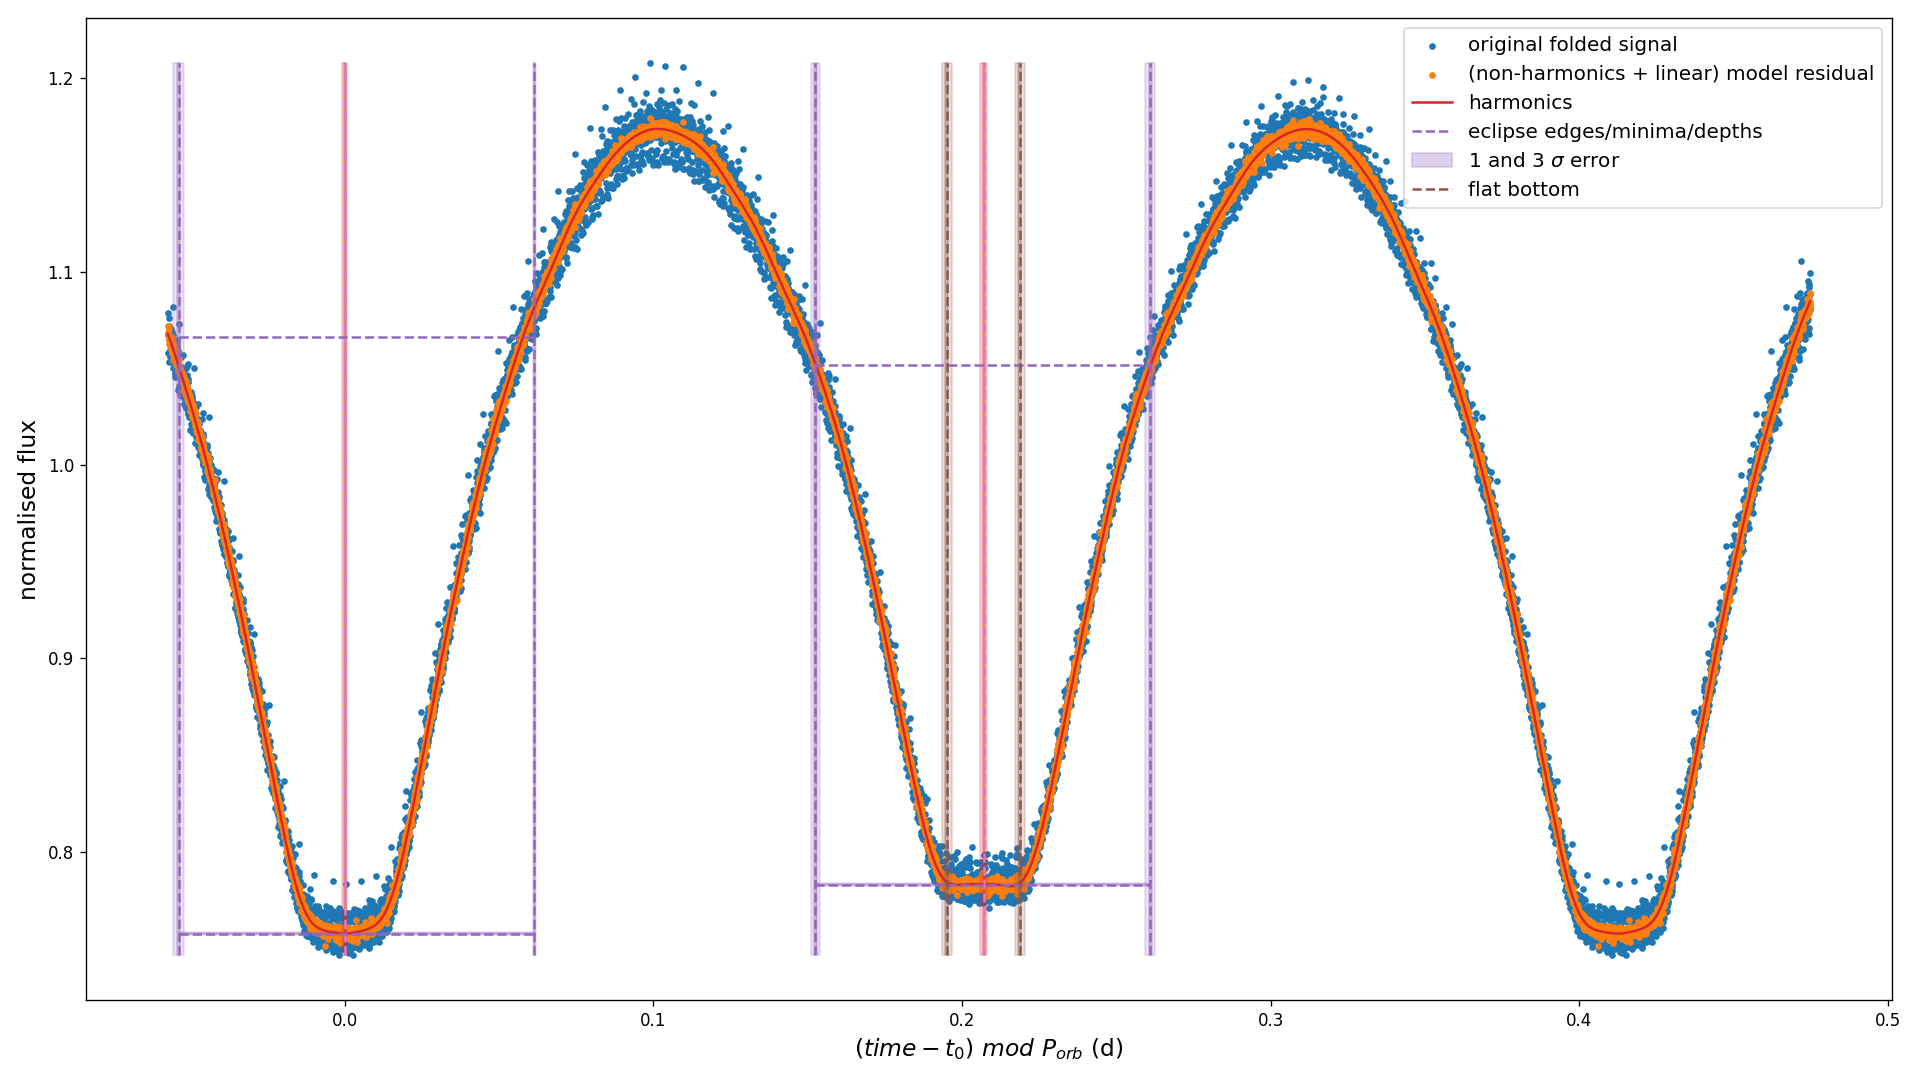 original folded signal
(non-harmonics + linear) model residual
harmonics
eclipse edges/minima/depths
1 and 3 σ error
flat bottom
normalised flux
1.2
1.1
1.0
0.9
0.8
0.0 0.1 0.2 0.3 0.4 0.5
(time − t₀) mod P_orb (d)